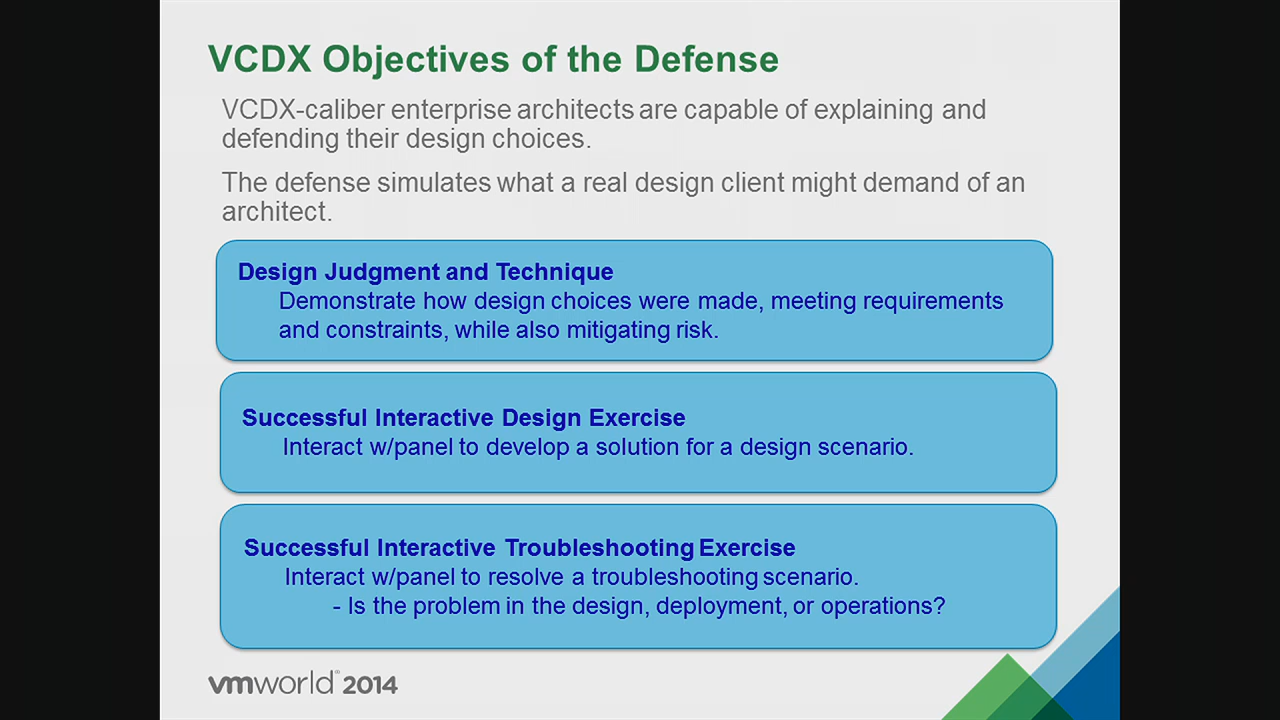 VCDX Objectives of the Defense
VCDX-caliber enterprise architects are capable of explaining and
defending their design choices.
The defense simulates what a real design client might demand of an
architect.
Design Judgment and Technique
Demonstrate how design choices were made, meeting requirements
and constraints, while also mitigating risk.
Successful Interactive Design Exercise
Interact w/panel to develop a solution for a design scenario.
Successful Interactive Troubleshooting Exercise
Interact w/panel to resolve a troubleshooting scenario.
- Is the problem in the design, deployment, or operations?
vmworld® 2014